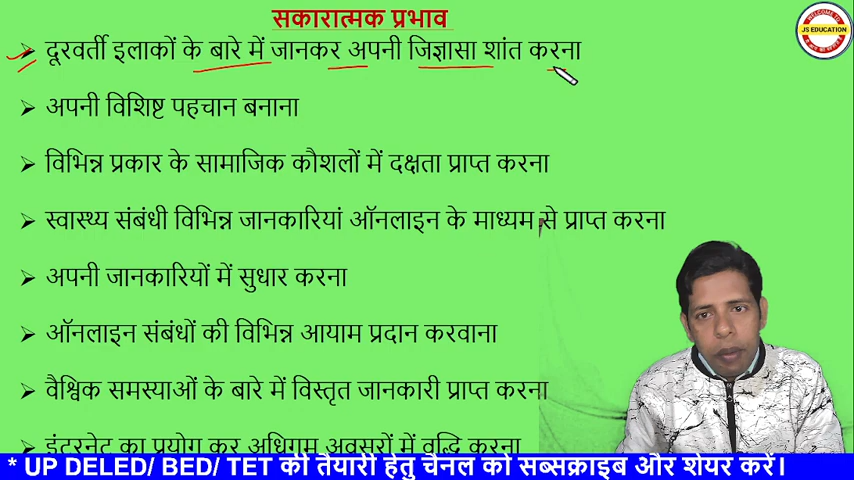 सकारात्मक प्रभाव
WELCOME TO
JS EDUCATION
➢ दूरवर्ती इलाकों के बारे में जानकर अपनी जिज्ञासा शांत करना
➢ अपनी विशिष्ट पहचान बनाना
➢ विभिन्न प्रकार के सामाजिक कौशलों में दक्षता प्राप्त करना
➢ स्वास्थ्य संबंधी विभिन्न जानकारियां ऑनलाइन के माध्यम से प्राप्त करना
➢ अपनी जानकारियों में सुधार करना
➢ ऑनलाइन संबंधों की विभिन्न आयाम प्रदान करवाना
➢ वैश्विक समस्याओं के बारे में विस्तृत जानकारी प्राप्त करना
➢ इंटरनेट का प्रयोग कर अधिगम अवसरों में वृद्धि करना
* UP DELED/ BED/ TET की तैयारी हेतु चैनल को सब्सक्राइब और शेयर करें।